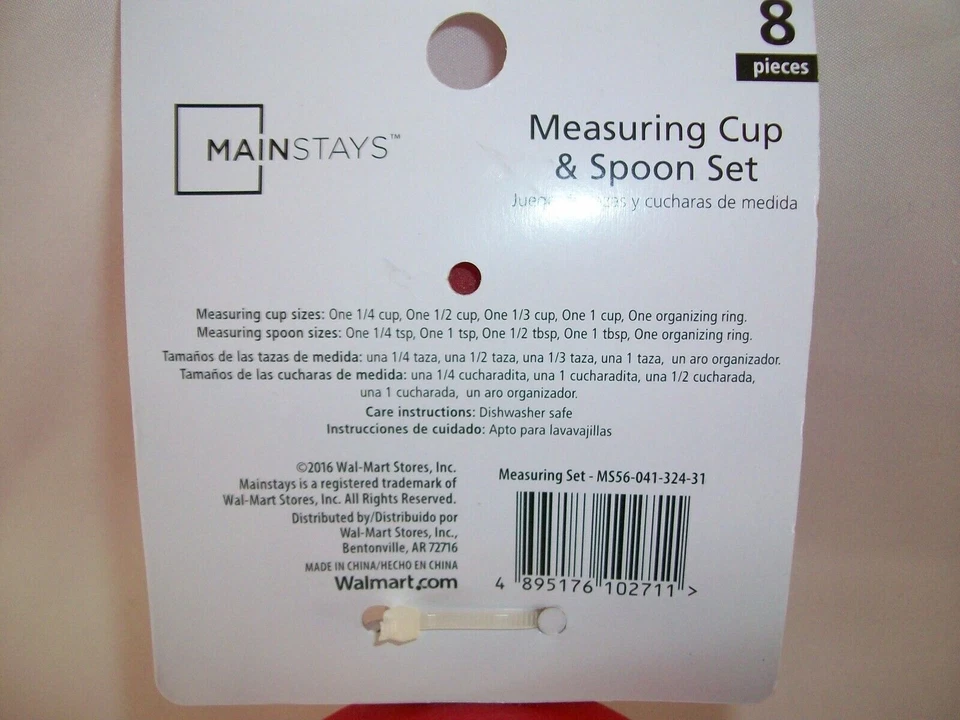 8
pieces
MAINSTAYS™
Measuring Cup
& Spoon Set
y cucharas de medida
Measuring cup sizes: One 1/4 cup, One 1/2 cup, One 1/3 cup, One 1 cup, One organizing ring.
Measuring spoon sizes: One 1/4 tsp, One 1 tsp, One 1/2 tbsp, One 1 tbsp, One organizing ring.
Tamaños de las tazas de medida: una 1/4 taza, una 1/2 taza, una 1/3 taza, una 1 taza, un aro organizador.
Tamaños de las cucharas de medida: una 1/4 cucharadita, una 1 cucharadita, una 1/2 cucharada,
una 1 cucharada, un aro organizador.
Care instructions: Dishwasher safe
Instrucciones de cuidado: Apto para lavavajillas
©2016 Wal-Mart Stores, Inc.
Mainstays is a registered trademark of
Wal-Mart Stores, Inc. All Rights Reserved.
Distributed by/Distribuido por
Wal-Mart Stores, Inc.,
Bentonville, AR 72716
MADE IN CHINA/HECHO EN CHINA
Walmart.com
Measuring Set - MS56-041-324-31
4 895176 102711 >